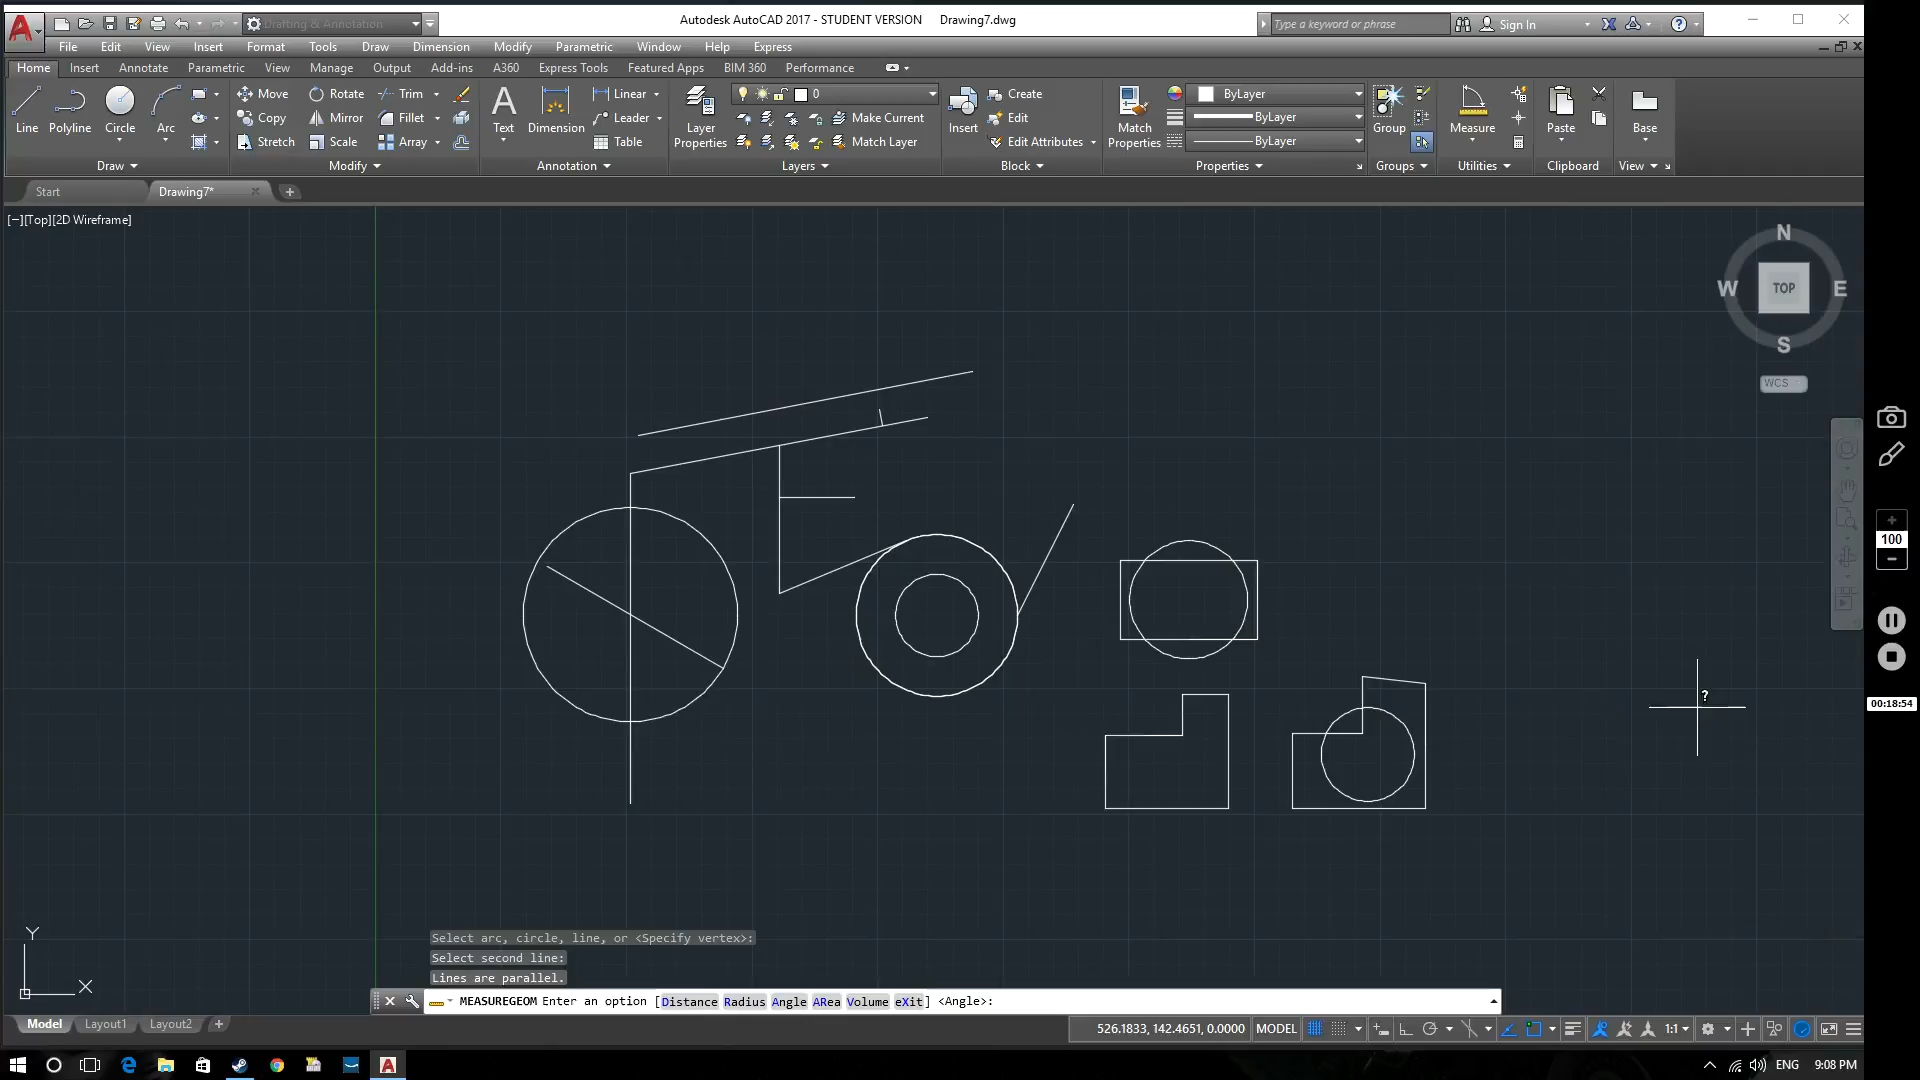 Drafting & Annotation
Autodesk AutoCAD 2017 - STUDENT VERSION Drawing7.dwg
Type a keyword or phrase
Sign In
File Edit View Insert Format Tools Draw Dimension Modify Parametric Window Help Express
Home Insert Annotate Parametric View Manage Output Add-ins A360 Express Tools Featured Apps BIM 360 Performance
Line Polyline Circle Arc
Move Rotate Trim
Copy Mirror Fillet
Stretch Scale Array
Text Dimension
Linear
Leader
Table
Layer Properties
0
Make Current
Match Layer
Insert
Create
Edit
Edit Attributes
Match Properties
ByLayer
ByLayer
ByLayer
Group
Measure
Paste
Base
Draw Modify Annotation Layers Block Properties Groups Utilities Clipboard View
Start Drawing7*
[−][Top][2D Wireframe]
N
W TOP E
S
WCS
100
?
00:18:54
Y
X
Select arc, circle, line, or <Specify vertex>:
Select second line:
Lines are parallel.
MEASUREGEOM Enter an option [Distance Radius Angle ARea Volume eXit] <Angle>:
Model Layout1 Layout2
526.1833, 142.4651, 0.0000 MODEL 1:1
ENG 9:08 PM